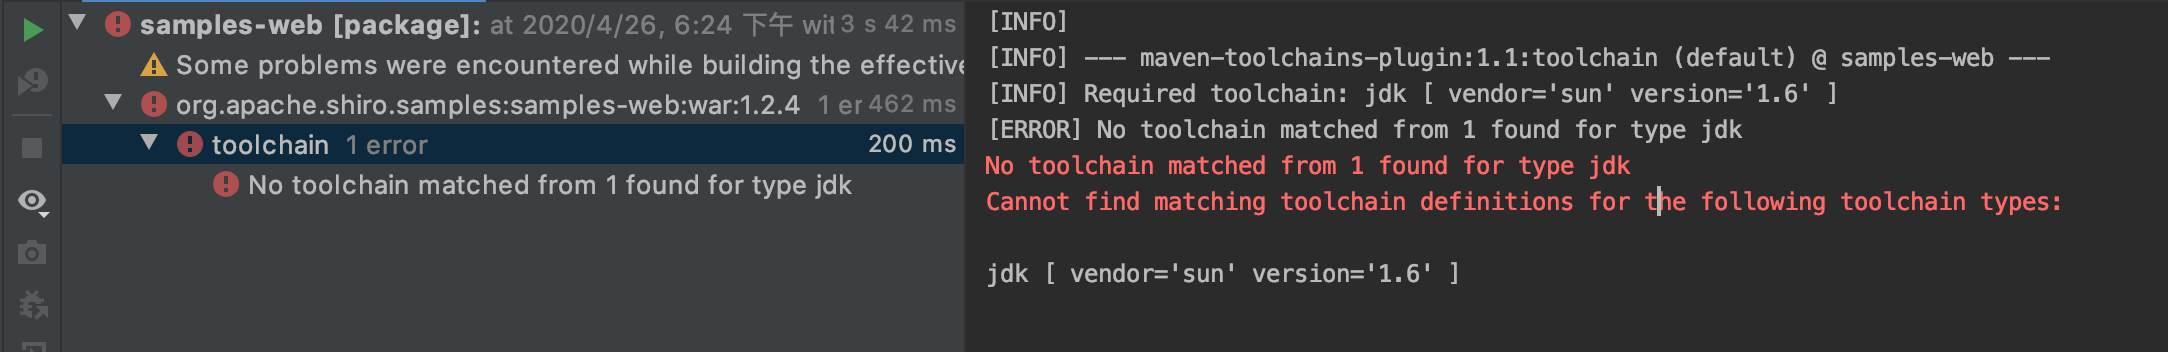 samples-web [package]: at 2020/4/26, 6:24 下午 wit 3 s 42 ms
Some problems were encountered while building the effective
org.apache.shiro.samples:samples-web:war:1.2.4 1 er 462 ms
toolchain 1 error 200 ms
No toolchain matched from 1 found for type jdk
[INFO]
[INFO] --- maven-toolchains-plugin:1.1:toolchain (default) @ samples-web ---
[INFO] Required toolchain: jdk [ vendor='sun' version='1.6' ]
[ERROR] No toolchain matched from 1 found for type jdk
No toolchain matched from 1 found for type jdk
Cannot find matching toolchain definitions for the following toolchain types:
jdk [ vendor='sun' version='1.6' ]